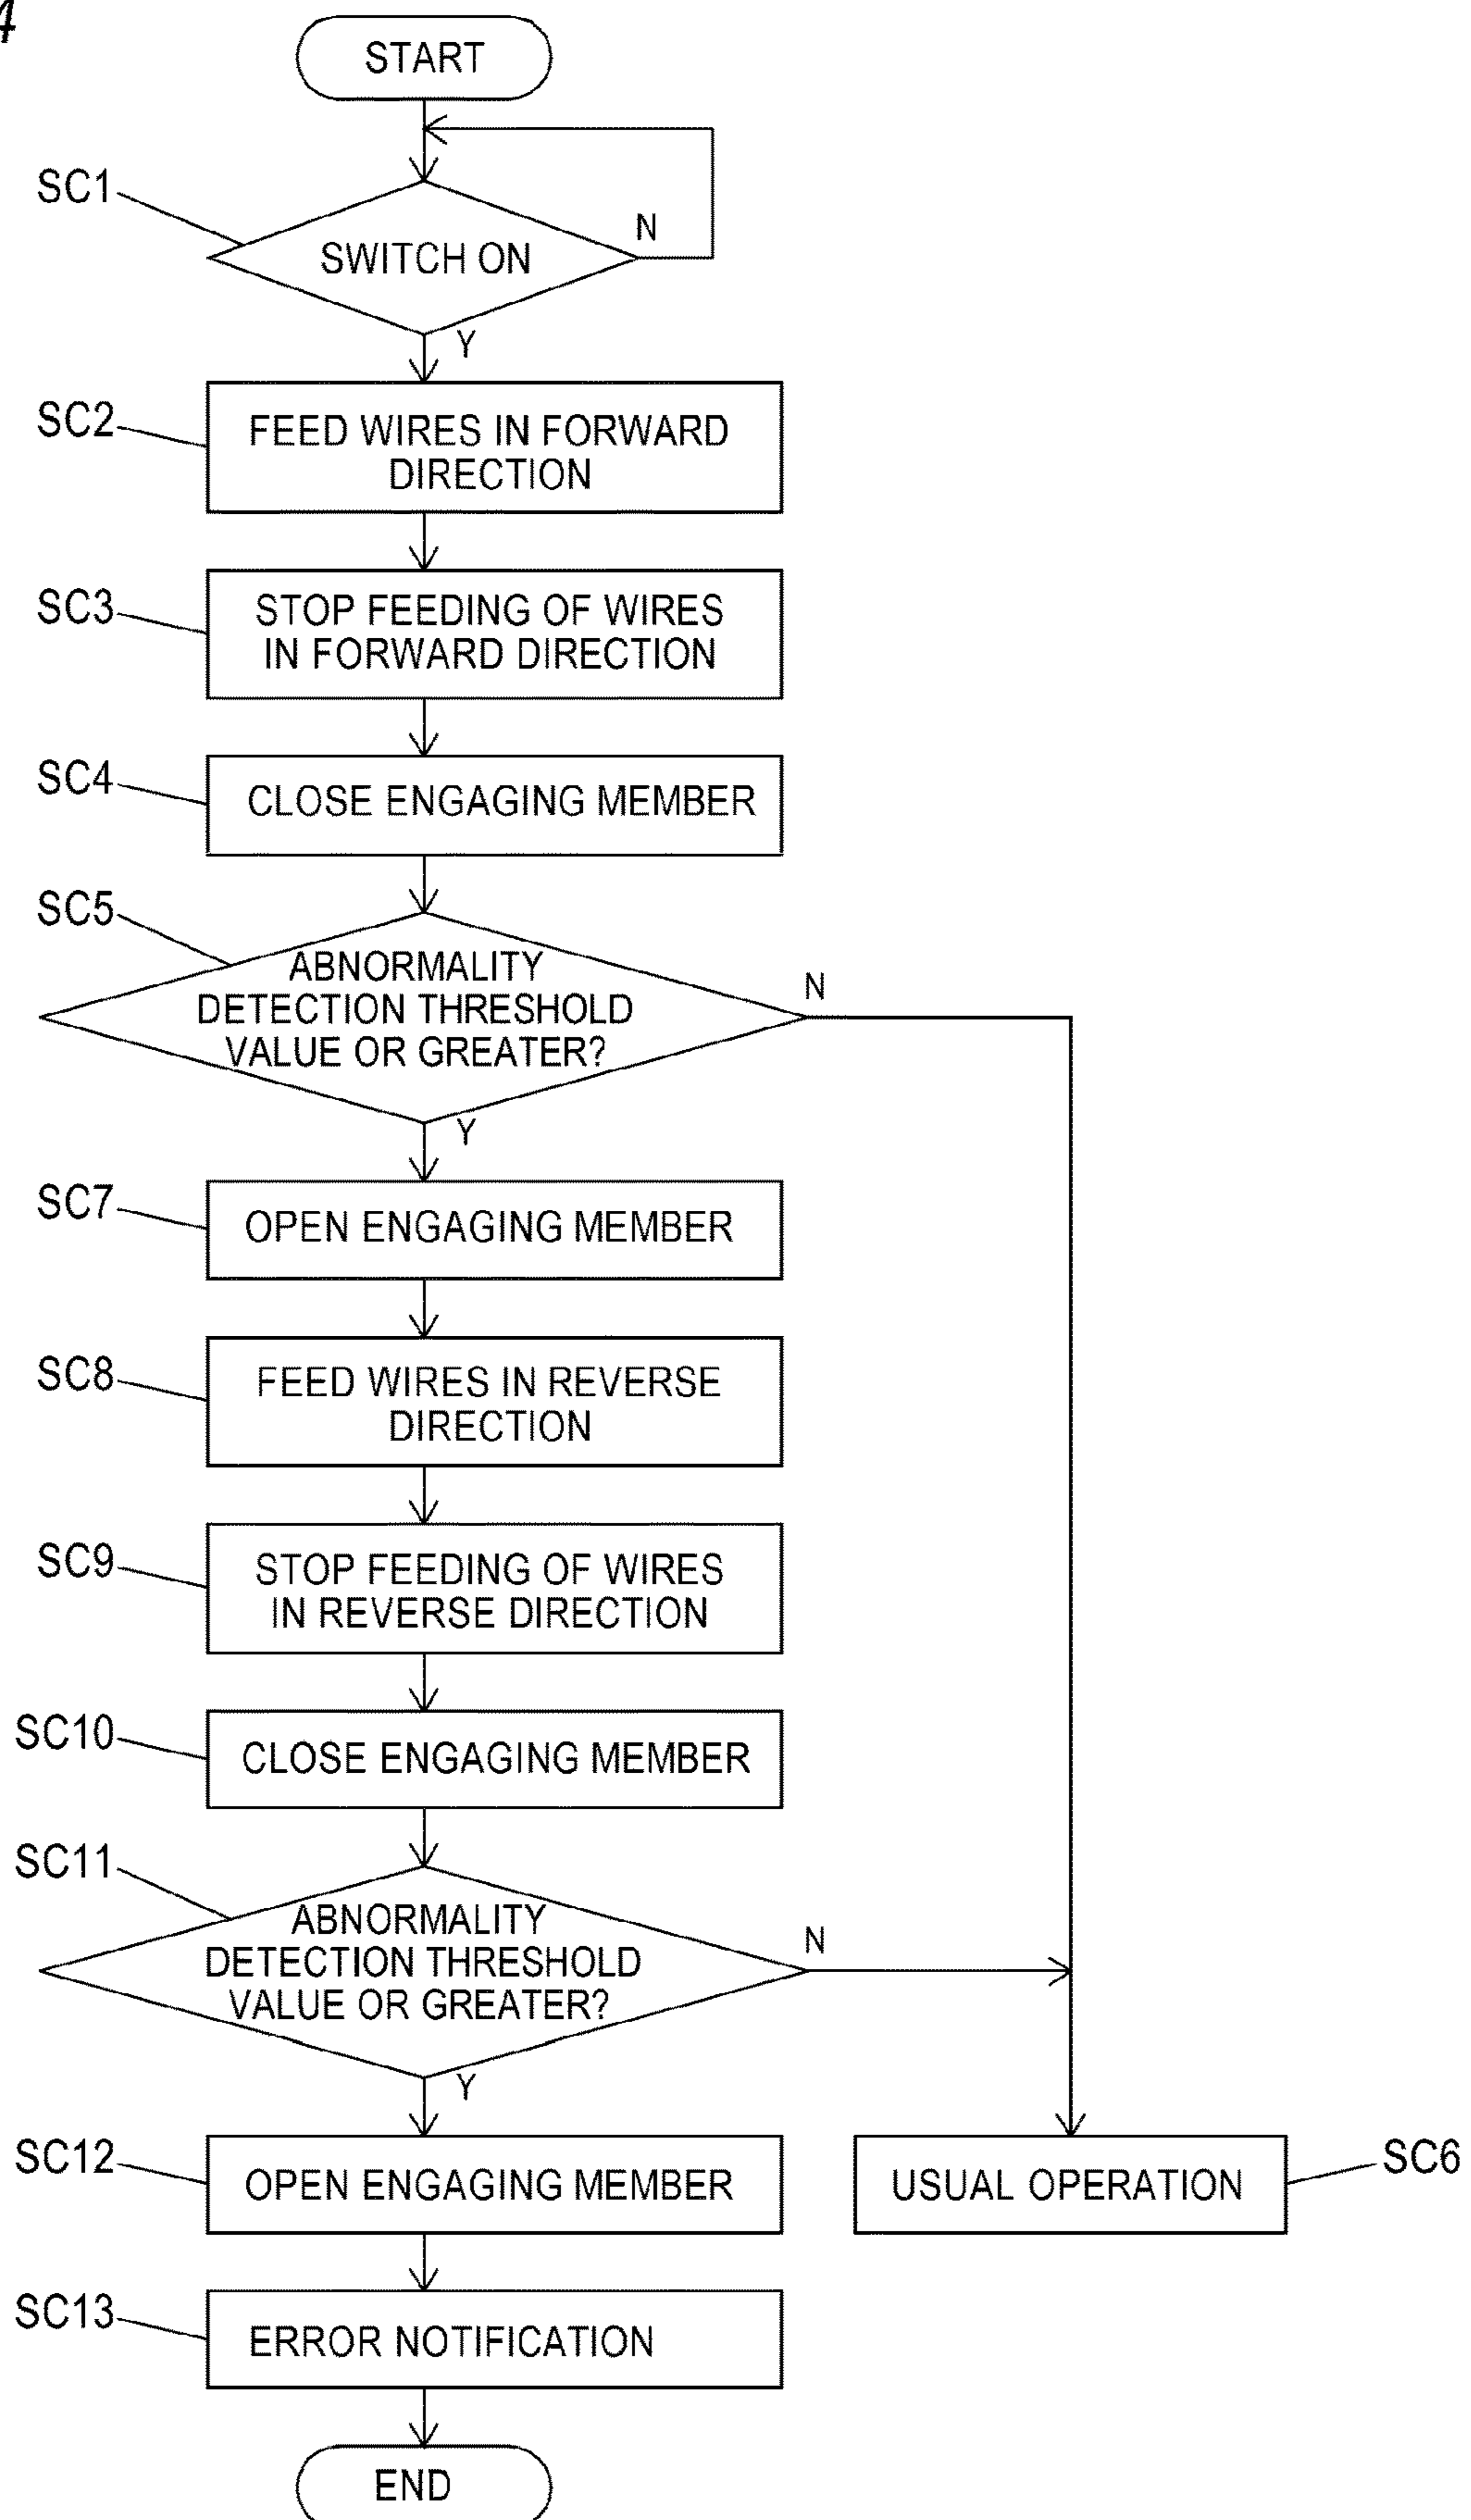 4
START
SC1
SWITCH ON
N
Y
SC2
FEED WIRES IN FORWARD
DIRECTION
SC3
STOP FEEDING OF WIRES
IN FORWARD DIRECTION
SC4
CLOSE ENGAGING MEMBER
SC5
ABNORMALITY
DETECTION THRESHOLD
VALUE OR GREATER?
N
Y
SC7
OPEN ENGAGING MEMBER
SC8
FEED WIRES IN REVERSE
DIRECTION
SC9
STOP FEEDING OF WIRES
IN REVERSE DIRECTION
SC10
CLOSE ENGAGING MEMBER
SC11
ABNORMALITY
DETECTION THRESHOLD
VALUE OR GREATER?
N
Y
SC12
OPEN ENGAGING MEMBER
USUAL OPERATION
SC6
SC13
ERROR NOTIFICATION
END